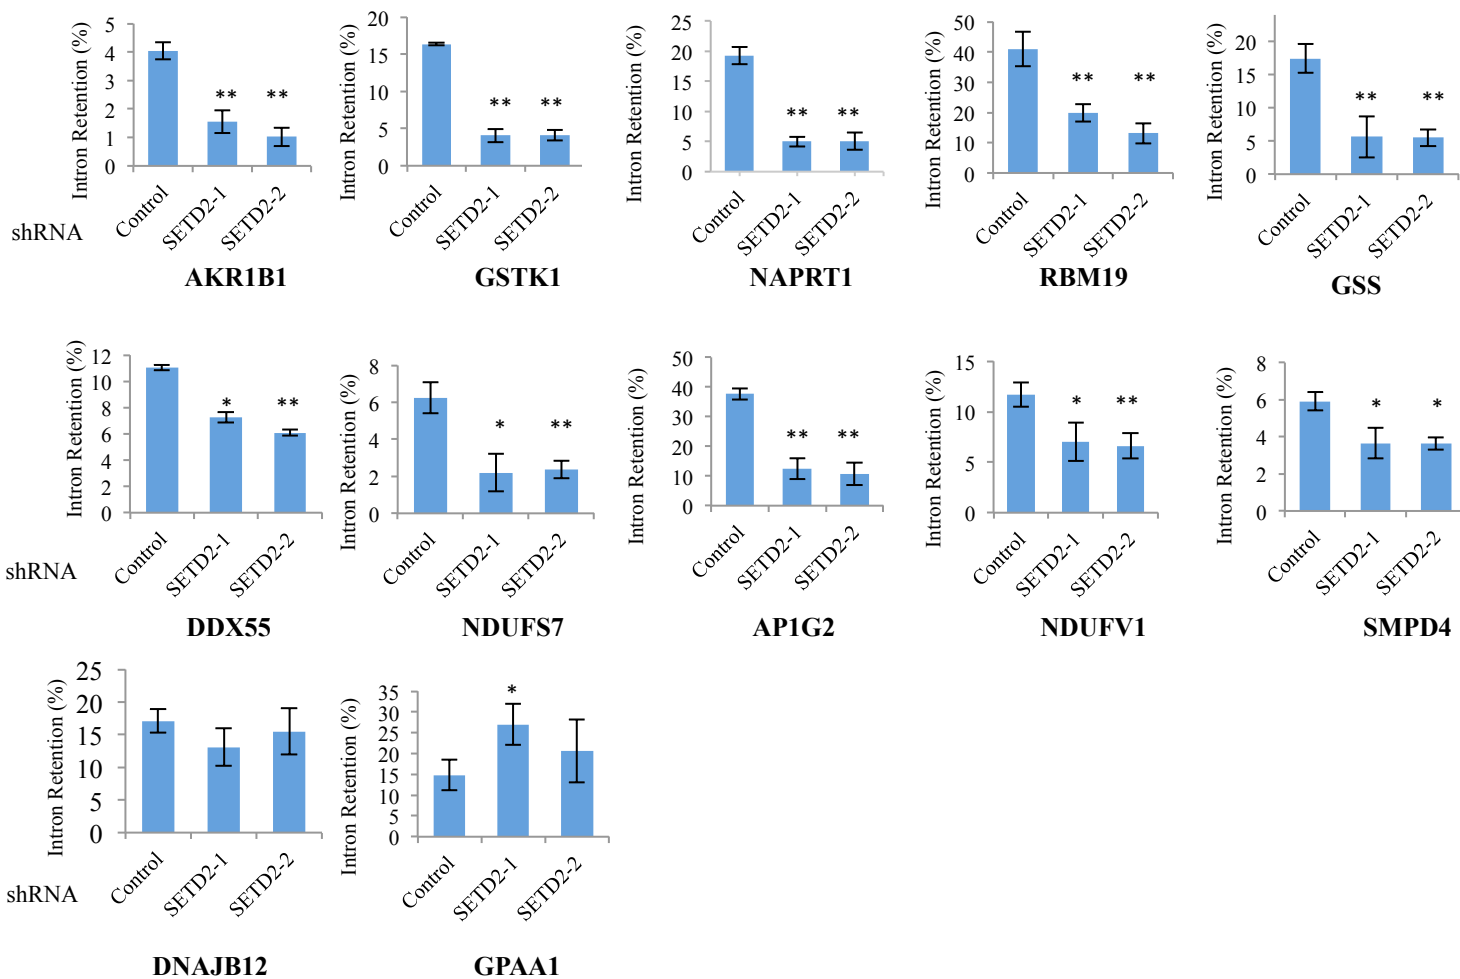 Intron Retention (%)
5
4
3
2
1
0
Control
SETD2-1
SETD2-2
**
**
AKR1B1
Intron Retention (%)
20
15
10
5
0
Control
SETD2-1
SETD2-2
**
**
GSTK1
Intron Retention (%)
25
20
15
10
5
0
Control
SETD2-1
SETD2-2
**
**
NAPRT1
Intron Retention (%)
50
40
30
20
10
0
Control
SETD2-1
SETD2-2
**
**
RBM19
Intron Retention (%)
20
15
10
5
0
Control
SETD2-1
SETD2-2
**
**
GSS
shRNA
Intron Retention (%)
12
10
8
6
4
2
0
Control
SETD2-1
SETD2-2
*
**
DDX55
Intron Retention (%)
8
6
4
2
0
Control
SETD2-1
SETD2-2
*
**
NDUFS7
Intron Retention (%)
50
40
30
20
10
0
Control
SETD2-1
SETD2-2
**
**
AP1G2
Intron Retention (%)
15
10
5
0
Control
SETD2-1
SETD2-2
*
**
NDUFV1
Intron Retention (%)
8
6
4
2
0
Control
SETD2-1
SETD2-2
*
*
SMPD4
shRNA
Intron Retention (%)
25
20
15
10
5
0
Control
SETD2-1
SETD2-2
DNAJB12
Intron Retention (%)
35
30
25
20
15
10
5
0
Control
SETD2-1
SETD2-2
*
GPAA1
shRNA